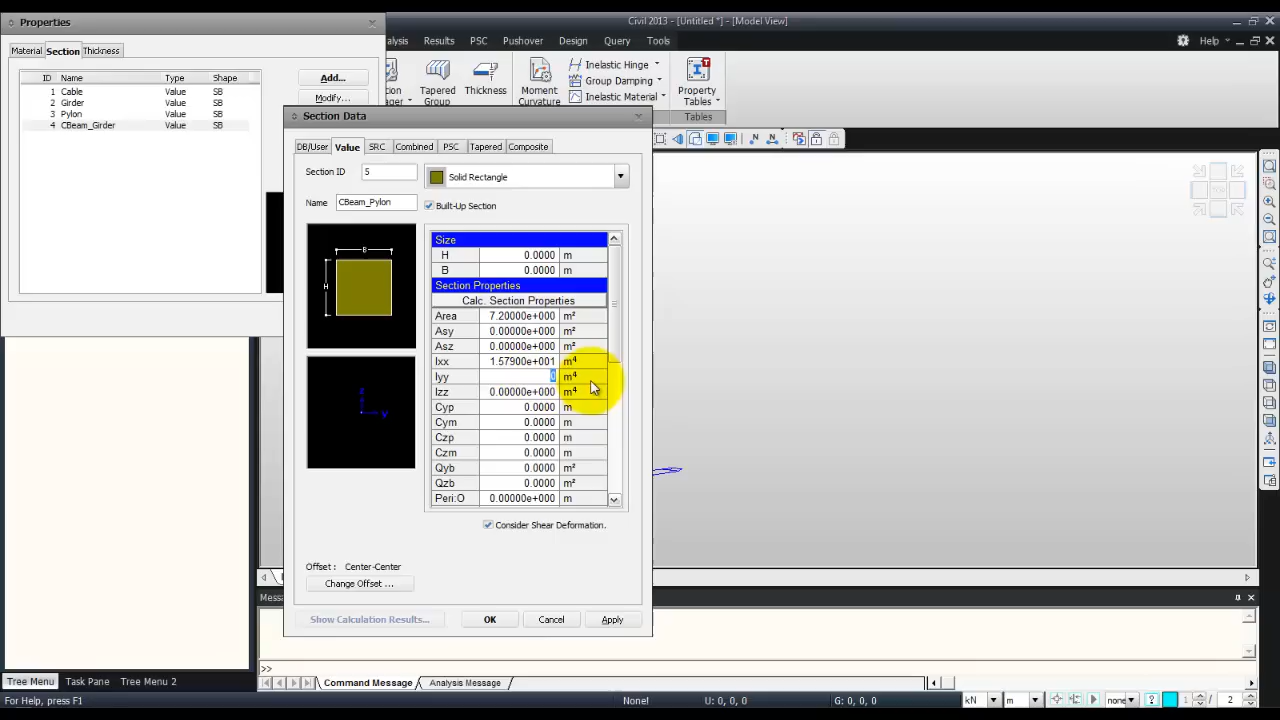 Properties
Material Section Thickness
ID Name Type Value Shape
1 Cable Value SB
2 Girder Value SB
3 Pylon Value SB
4 CBeam_Girder Value SB
Add...
Modify...
Civil 2013 - [Untitled *] - [Model View]
alysis Results PSC Pushover Design Query Tools
Help
Tapered Group
Thickness
Moment Curvature
Inelastic Hinge
Group Damping
Inelastic Material
Property Tables
Tables
Section Data
DB/User Value SRC Combined PSC Tapered Composite
Section ID 5
Solid Rectangle
Name CBeam_Pylon
Built-Up Section
B
H
Size
H 0.0000 m
B 0.0000 m
Section Properties
Calc. Section Properties
Area 7.20000e+000 m²
Asy 0.00000e+000 m²
Asz 0.00000e+000 m²
Ixx 1.57900e+001 m⁴
Iyy 0 m⁴
Izz 0.00000e+000 m⁴
Cyp 0.0000 m
Cym 0.0000 m
Czp 0.0000 m
Czm 0.0000 m
Qyb 0.0000 m²
Qzb 0.0000 m²
Peri:O 0.00000e+000 m
z
y
Consider Shear Deformation.
Offset : Center-Center
Change Offset ...
Show Calculation Results...
OK Cancel Apply
Messa
>>
Tree Menu Task Pane Tree Menu 2
Command Message Analysis Message
For Help, press F1
None!
U: 0, 0, 0
G: 0, 0, 0
kN m none 1 / 2